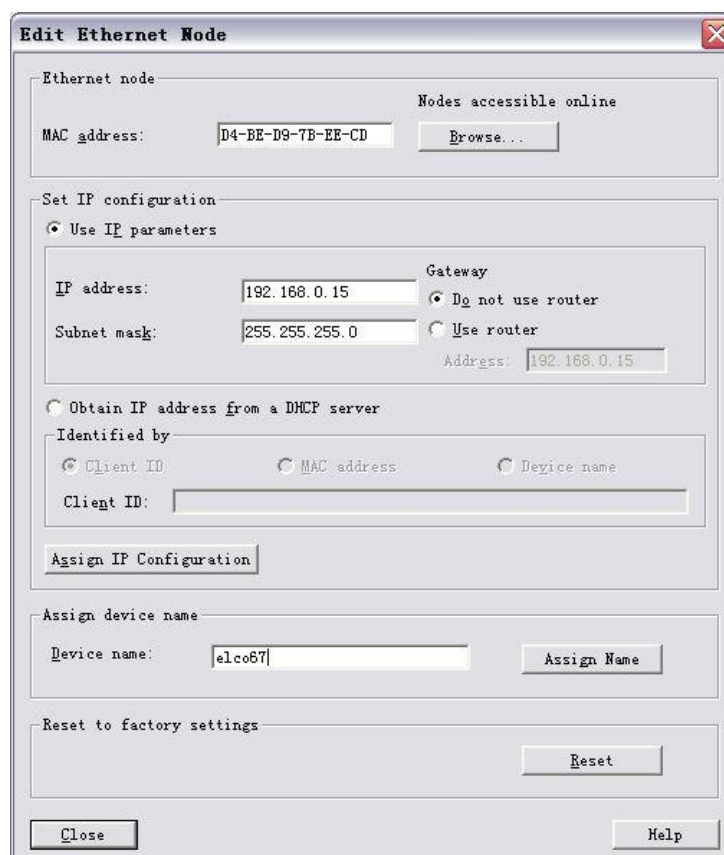 Edit Ethernet Node
Ethernet node
Nodes accessible online
MAC address: D4-BE-D9-7B-EE-CD Browse...
Set IP configuration
Use IP parameters
Gateway
IP address: 192.168.0.15
Do not use router
Subnet mask: 255.255.255.0
Use router
Address: 192.168.0.15
Obtain IP address from a DHCP server
Identified by
Client ID MAC address Device name
Client ID:
Assign IP Configuration
Assign device name
Device name: elco67 Assign Name
Reset to factory settings
Reset
Close Help